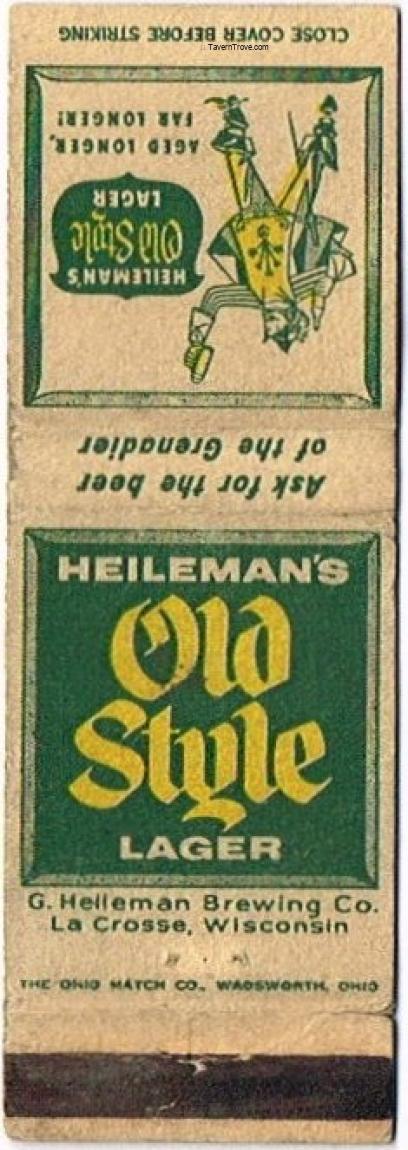 CLOSE COVER BEFORE STRIKING
TavernTrove.com
AGED LONGER,
FAR LONGER!
HEILEMAN'S
Old Style
LAGER
Ask for the beer
of the Grenadier
HEILEMAN'S
Old
Style
LAGER
G. Heileman Brewing Co.
La Crosse, Wisconsin
THE OHIO MATCH CO., WADSWORTH, OHIO